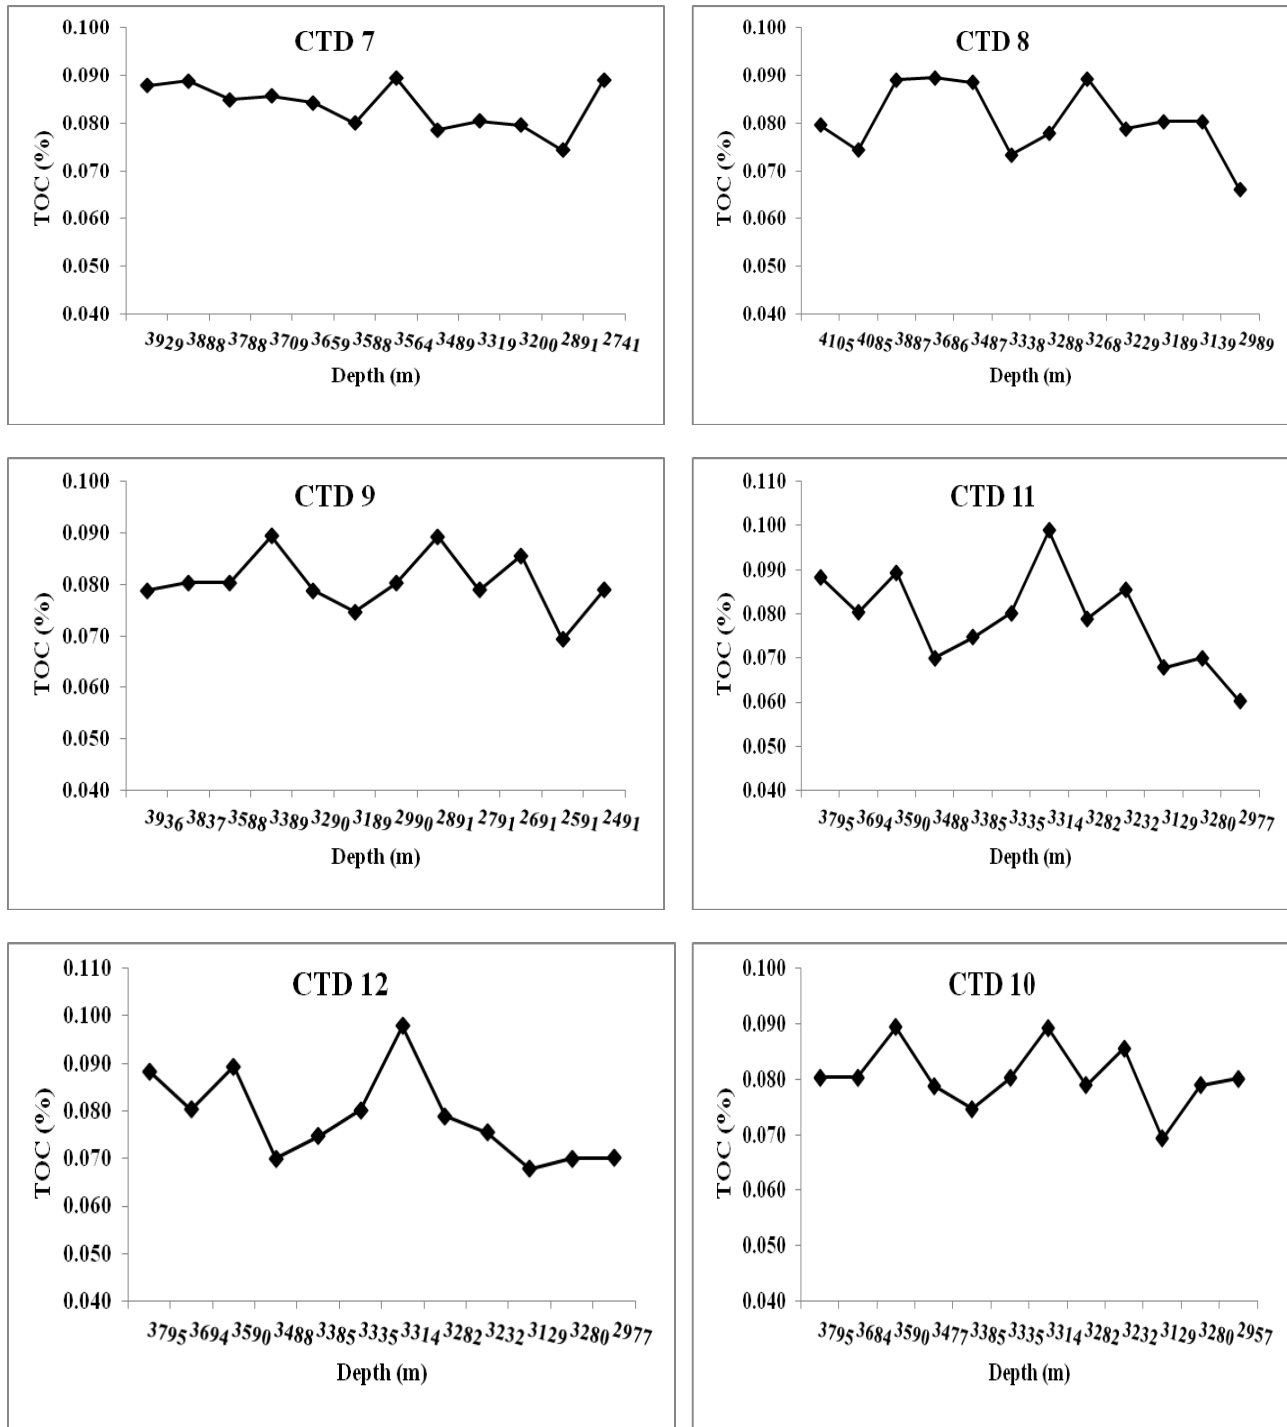 CTD 7
TOC (%)
0.100
0.090
0.080
0.070
0.060
0.050
0.040
3929 3888 3788 3709 3659 3588 3564 3489 3319 3200 2891 2741
Depth (m)
CTD 8
TOC (%)
0.100
0.090
0.080
0.070
0.060
0.050
0.040
4105 4085 3887 3686 3487 3338 3288 3268 3229 3189 3139 2989
Depth (m)
CTD 9
TOC (%)
0.100
0.090
0.080
0.070
0.060
0.050
0.040
3936 3837 3588 3389 3290 3189 2990 2891 2791 2691 2591 2491
Depth (m)
CTD 11
TOC (%)
0.110
0.100
0.090
0.080
0.070
0.060
0.050
0.040
3795 3694 3590 3488 3385 3335 3314 3282 3232 3129 3280 2977
Depth (m)
CTD 12
TOC (%)
0.110
0.100
0.090
0.080
0.070
0.060
0.050
0.040
3795 3694 3590 3488 3385 3335 3314 3282 3232 3129 3280 2977
Depth (m)
CTD 10
TOC (%)
0.100
0.090
0.080
0.070
0.060
0.050
0.040
3795 3684 3590 3477 3385 3335 3314 3282 3232 3129 3280 2957
Depth (m)